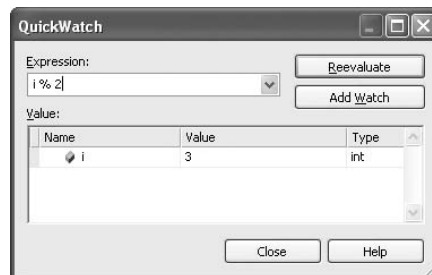 QuickWatch
Expression:
i % 2
Reevaluate
Add Watch
Value:
Name Value Type
i 3 int
Close Help